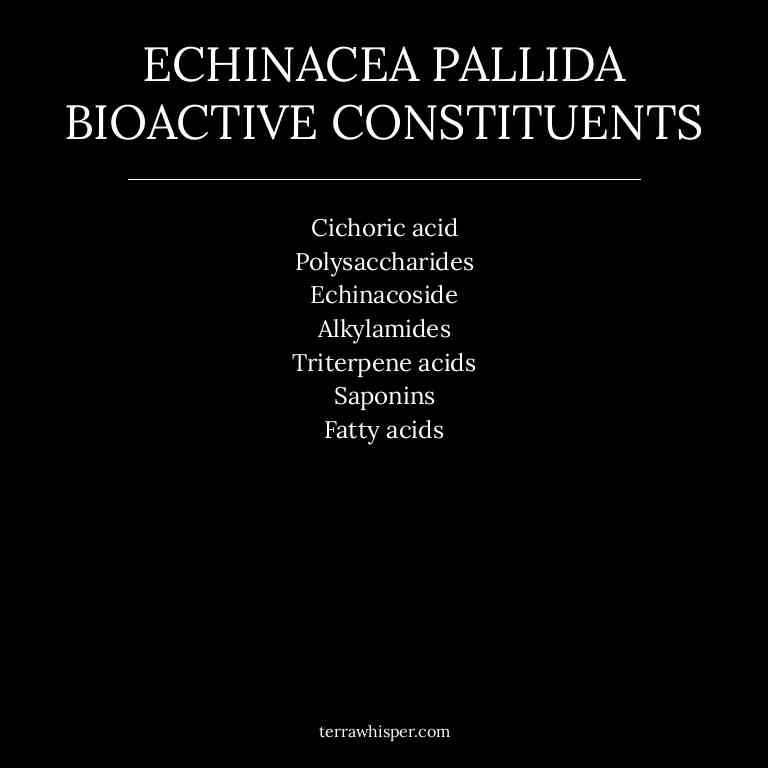 ECHINACEA PALLIDA
BIOACTIVE CONSTITUENTS
Cichoric acid
Polysaccharides
Echinacoside
Alkylamides
Triterpene acids
Saponins
Fatty acids
terrawhisper.com